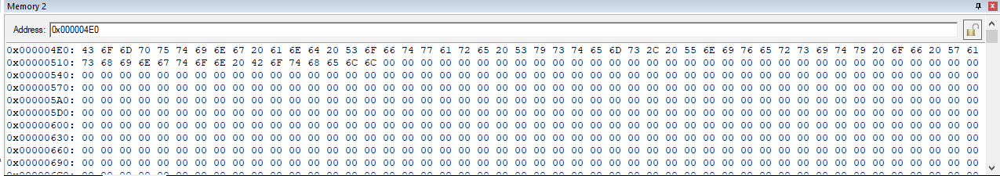 Memory 2
Address: 0x000004E0
0x000004E0: 43 6F 6D 70 75 74 69 6E 67 20 61 6E 64 20 53 6F 66 74 77 61 72 65 20 53 79 73 74 65 6D 73 2C 20 55 6E 69 76 65 72 73 69 74 79 20 6F 66 20 57 61
0x00000510: 73 68 69 6E 67 74 6F 6E 20 42 6F 74 68 65 6C 6C 00 00 00 00 00 00 00 00 00 00 00 00 00 00 00 00 00 00 00 00 00 00 00 00 00 00 00 00 00 00 00 00
0x00000540: 00 00 00 00 00 00 00 00 00 00 00 00 00 00 00 00 00 00 00 00 00 00 00 00 00 00 00 00 00 00 00 00 00 00 00 00 00 00 00 00 00 00 00 00 00 00 00 00
0x00000570: 00 00 00 00 00 00 00 00 00 00 00 00 00 00 00 00 00 00 00 00 00 00 00 00 00 00 00 00 00 00 00 00 00 00 00 00 00 00 00 00 00 00 00 00 00 00 00 00
0x000005A0: 00 00 00 00 00 00 00 00 00 00 00 00 00 00 00 00 00 00 00 00 00 00 00 00 00 00 00 00 00 00 00 00 00 00 00 00 00 00 00 00 00 00 00 00 00 00 00 00
0x000005D0: 00 00 00 00 00 00 00 00 00 00 00 00 00 00 00 00 00 00 00 00 00 00 00 00 00 00 00 00 00 00 00 00 00 00 00 00 00 00 00 00 00 00 00 00 00 00 00 00
0x00000600: 00 00 00 00 00 00 00 00 00 00 00 00 00 00 00 00 00 00 00 00 00 00 00 00 00 00 00 00 00 00 00 00 00 00 00 00 00 00 00 00 00 00 00 00 00 00 00 00
0x00000630: 00 00 00 00 00 00 00 00 00 00 00 00 00 00 00 00 00 00 00 00 00 00 00 00 00 00 00 00 00 00 00 00 00 00 00 00 00 00 00 00 00 00 00 00 00 00 00 00
0x00000660: 00 00 00 00 00 00 00 00 00 00 00 00 00 00 00 00 00 00 00 00 00 00 00 00 00 00 00 00 00 00 00 00 00 00 00 00 00 00 00 00 00 00 00 00 00 00 00 00
0x00000690: 00 00 00 00 00 00 00 00 00 00 00 00 00 00 00 00 00 00 00 00 00 00 00 00 00 00 00 00 00 00 00 00 00 00 00 00 00 00 00 00 00 00 00 00 00 00 00 00